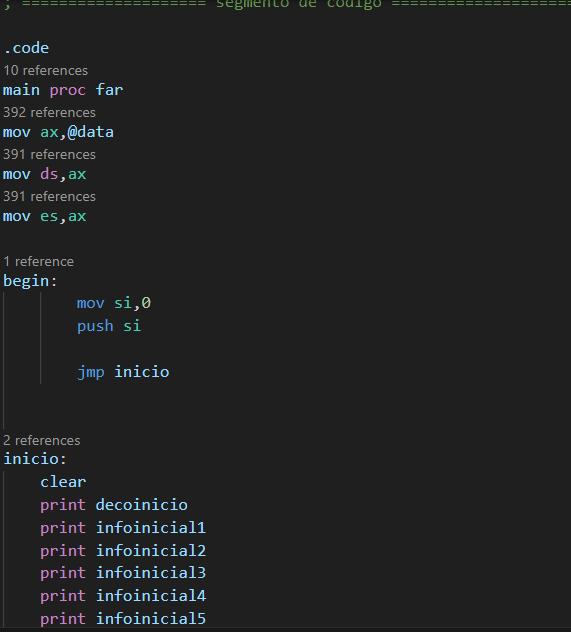 ; ==================== segmento de codigo ====================
.code
10 references
main proc far
392 references
mov ax,@data
391 references
mov ds,ax
391 references
mov es,ax
1 reference
begin:
mov si,0
push si
jmp inicio
2 references
inicio:
clear
print decoinicio
print infoinicial1
print infoinicial2
print infoinicial3
print infoinicial4
print infoinicial5